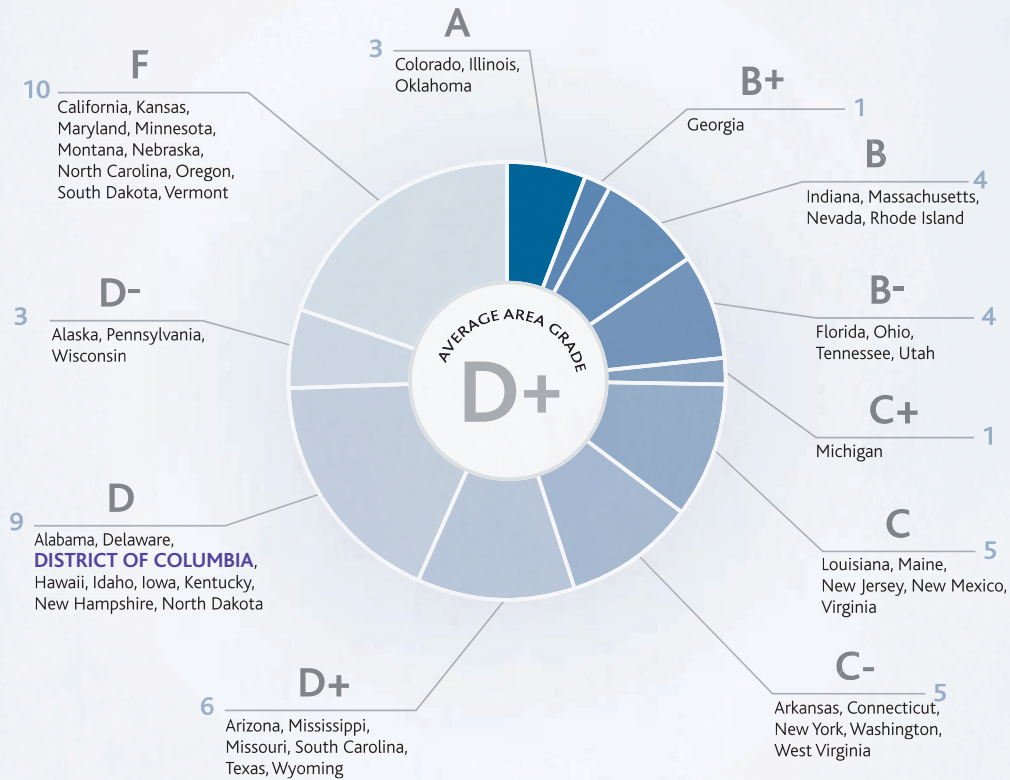 A
3
Colorado, Illinois,
Oklahoma
B+
1
Georgia
B
4
Indiana, Massachusetts,
Nevada, Rhode Island
B-
4
Florida, Ohio,
Tennessee, Utah
C+
1
Michigan
C
5
Louisiana, Maine,
New Jersey, New Mexico,
Virginia
C-
5
Arkansas, Connecticut,
New York, Washington,
West Virginia
D+
6
Arizona, Mississippi,
Missouri, South Carolina,
Texas, Wyoming
D
9
Alabama, Delaware,
DISTRICT OF COLUMBIA,
Hawaii, Idaho, Iowa, Kentucky,
New Hampshire, North Dakota
D-
3
Alaska, Pennsylvania,
Wisconsin
F
10
California, Kansas,
Maryland, Minnesota,
Montana, Nebraska,
North Carolina, Oregon,
South Dakota, Vermont
AVERAGE AREA GRADE
D+